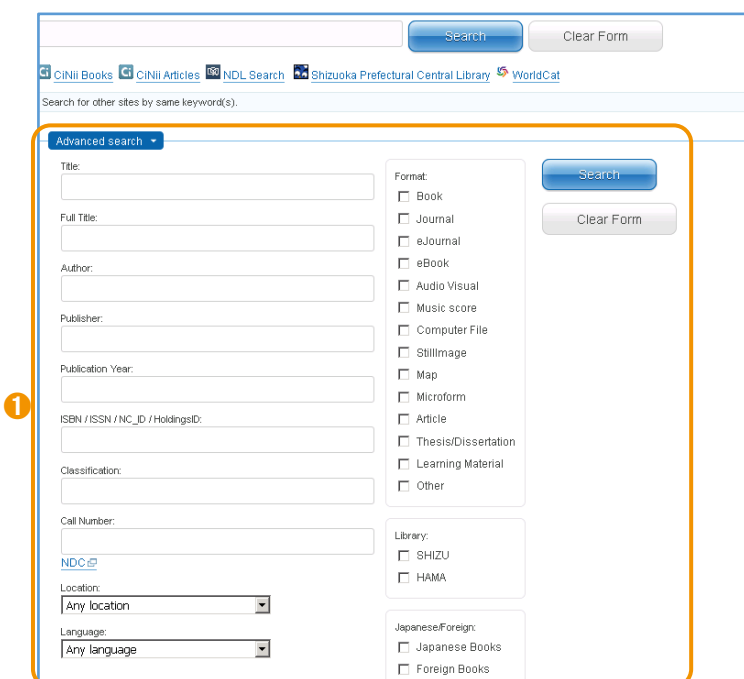 Search Clear Form
CiNii Books CiNii Articles NDL Search Shizuoka Prefectural Central Library WorldCat
Search for other sites by same keyword(s).
Advanced search
Title:
Full Title:
Author:
Publisher:
Publication Year:
1
ISBN / ISSN / NC_ID / HoldingsID:
Classification:
Call Number:
NDC
Location:
Any location
Language:
Any language
Format:
Book
Journal
eJournal
eBook
Audio Visual
Music score
Computer File
StillImage
Map
Microform
Article
Thesis/Dissertation
Learning Material
Other
Library:
SHIZU
HAMA
Japanese/Foreign:
Japanese Books
Foreign Books
Search
Clear Form